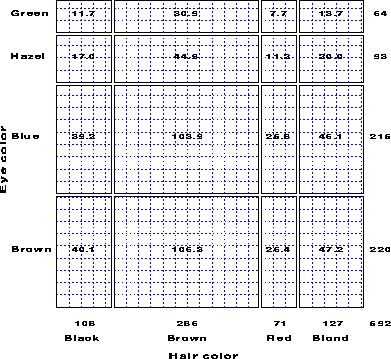 Green 11.7 30.9 7.7 13.7 64
Hazel 17.0 44.9 11.2 20.0 93
Blue 39.2 103.9 25.8 46.1 215
Brown 40.1 106.3 26.4 47.2 220
Eye color
108 286 71 127 592
Black Brown Red Blond
Hair color